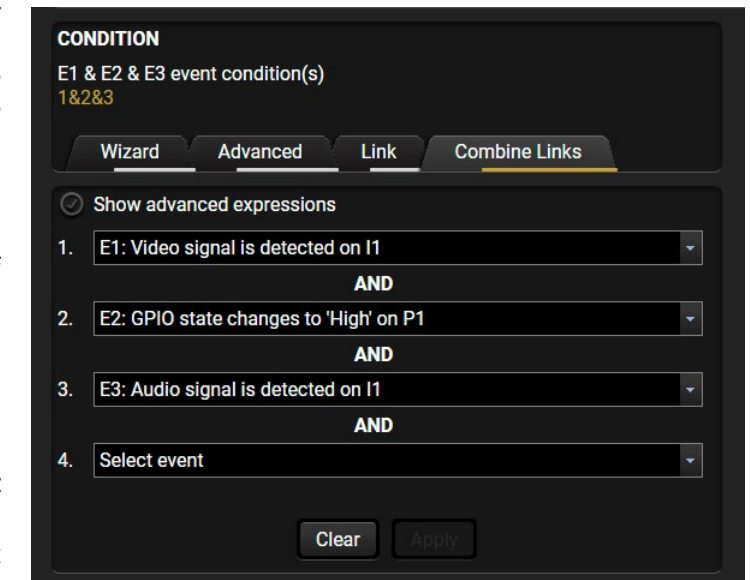 CONDITION
E1 & E2 & E3 event condition(s)
1&2&3
Wizard Advanced Link Combine Links
Show advanced expressions
1. E1: Video signal is detected on I1
AND
2. E2: GPIO state changes to 'High' on P1
AND
3. E3: Audio signal is detected on I1
AND
4. Select event
Clear Apply